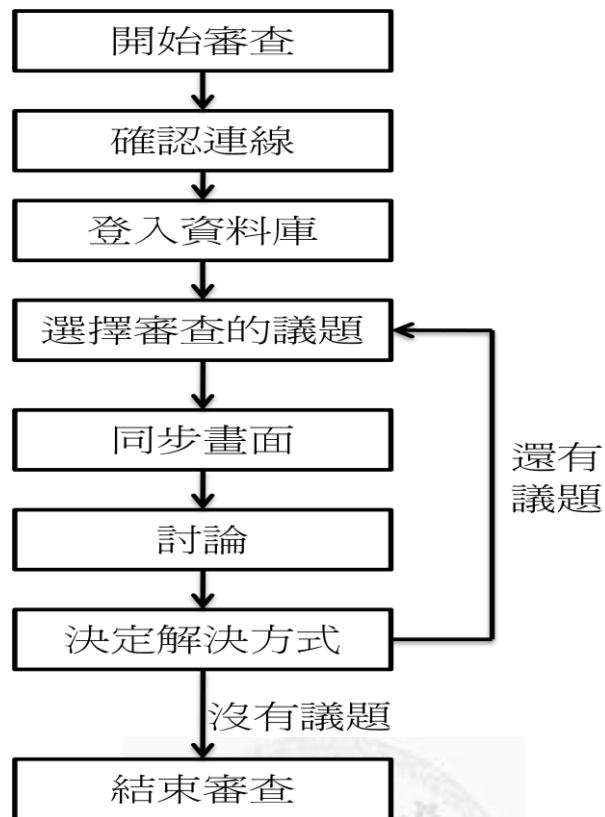 開始審查
確認連線
登入資料庫
選擇審查的議題
同步畫面
還有
議題
討論
決定解決方式
沒有議題
結束審查